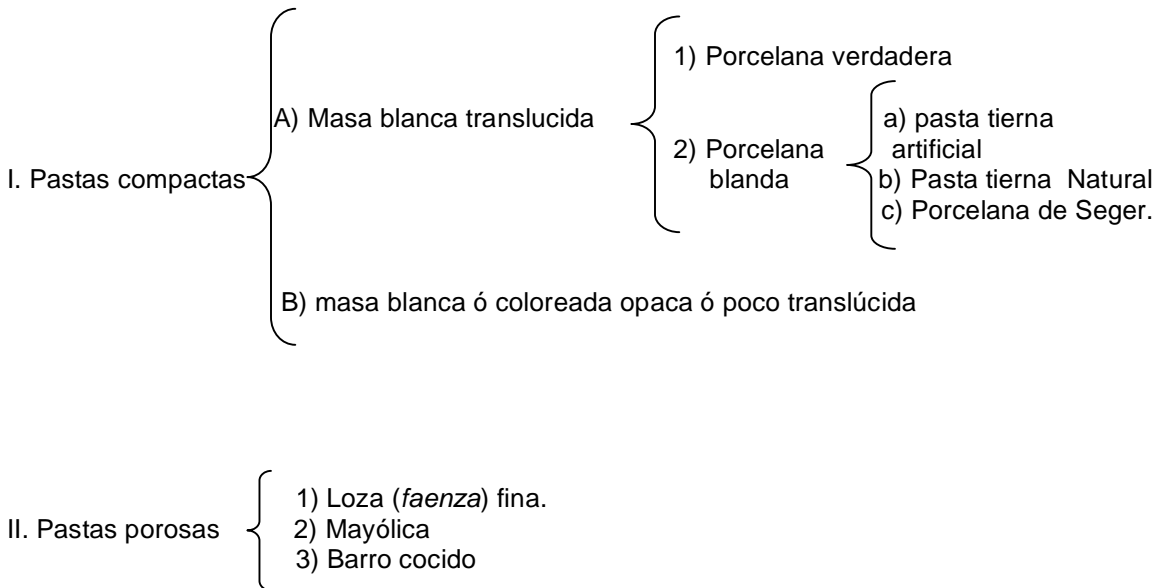 I. Pastas compactas
A) Masa blanca translucida
1) Porcelana verdadera
2) Porcelana
blanda
a) pasta tierna
artificial
b) Pasta tierna Natural
c) Porcelana de Seger.
B) masa blanca ó coloreada opaca ó poco translúcida
II. Pastas porosas
1) Loza (faenza) fina.
2) Mayólica
3) Barro cocido